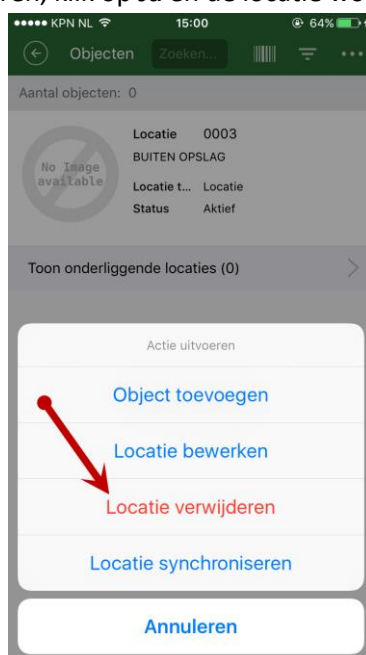 ●●●●● KPN NL 15:00 64%
Objecten Zoeken... •••
Aantal objecten: 0
Locatie 0003
BUITEN OPSLAG
No Image
available
Locatie t... Locatie
Status Aktief
Toon onderliggende locaties (0)
Actie uitvoeren
Object toevoegen
Locatie bewerken
Locatie verwijderen
Locatie synchroniseren
Annuleren